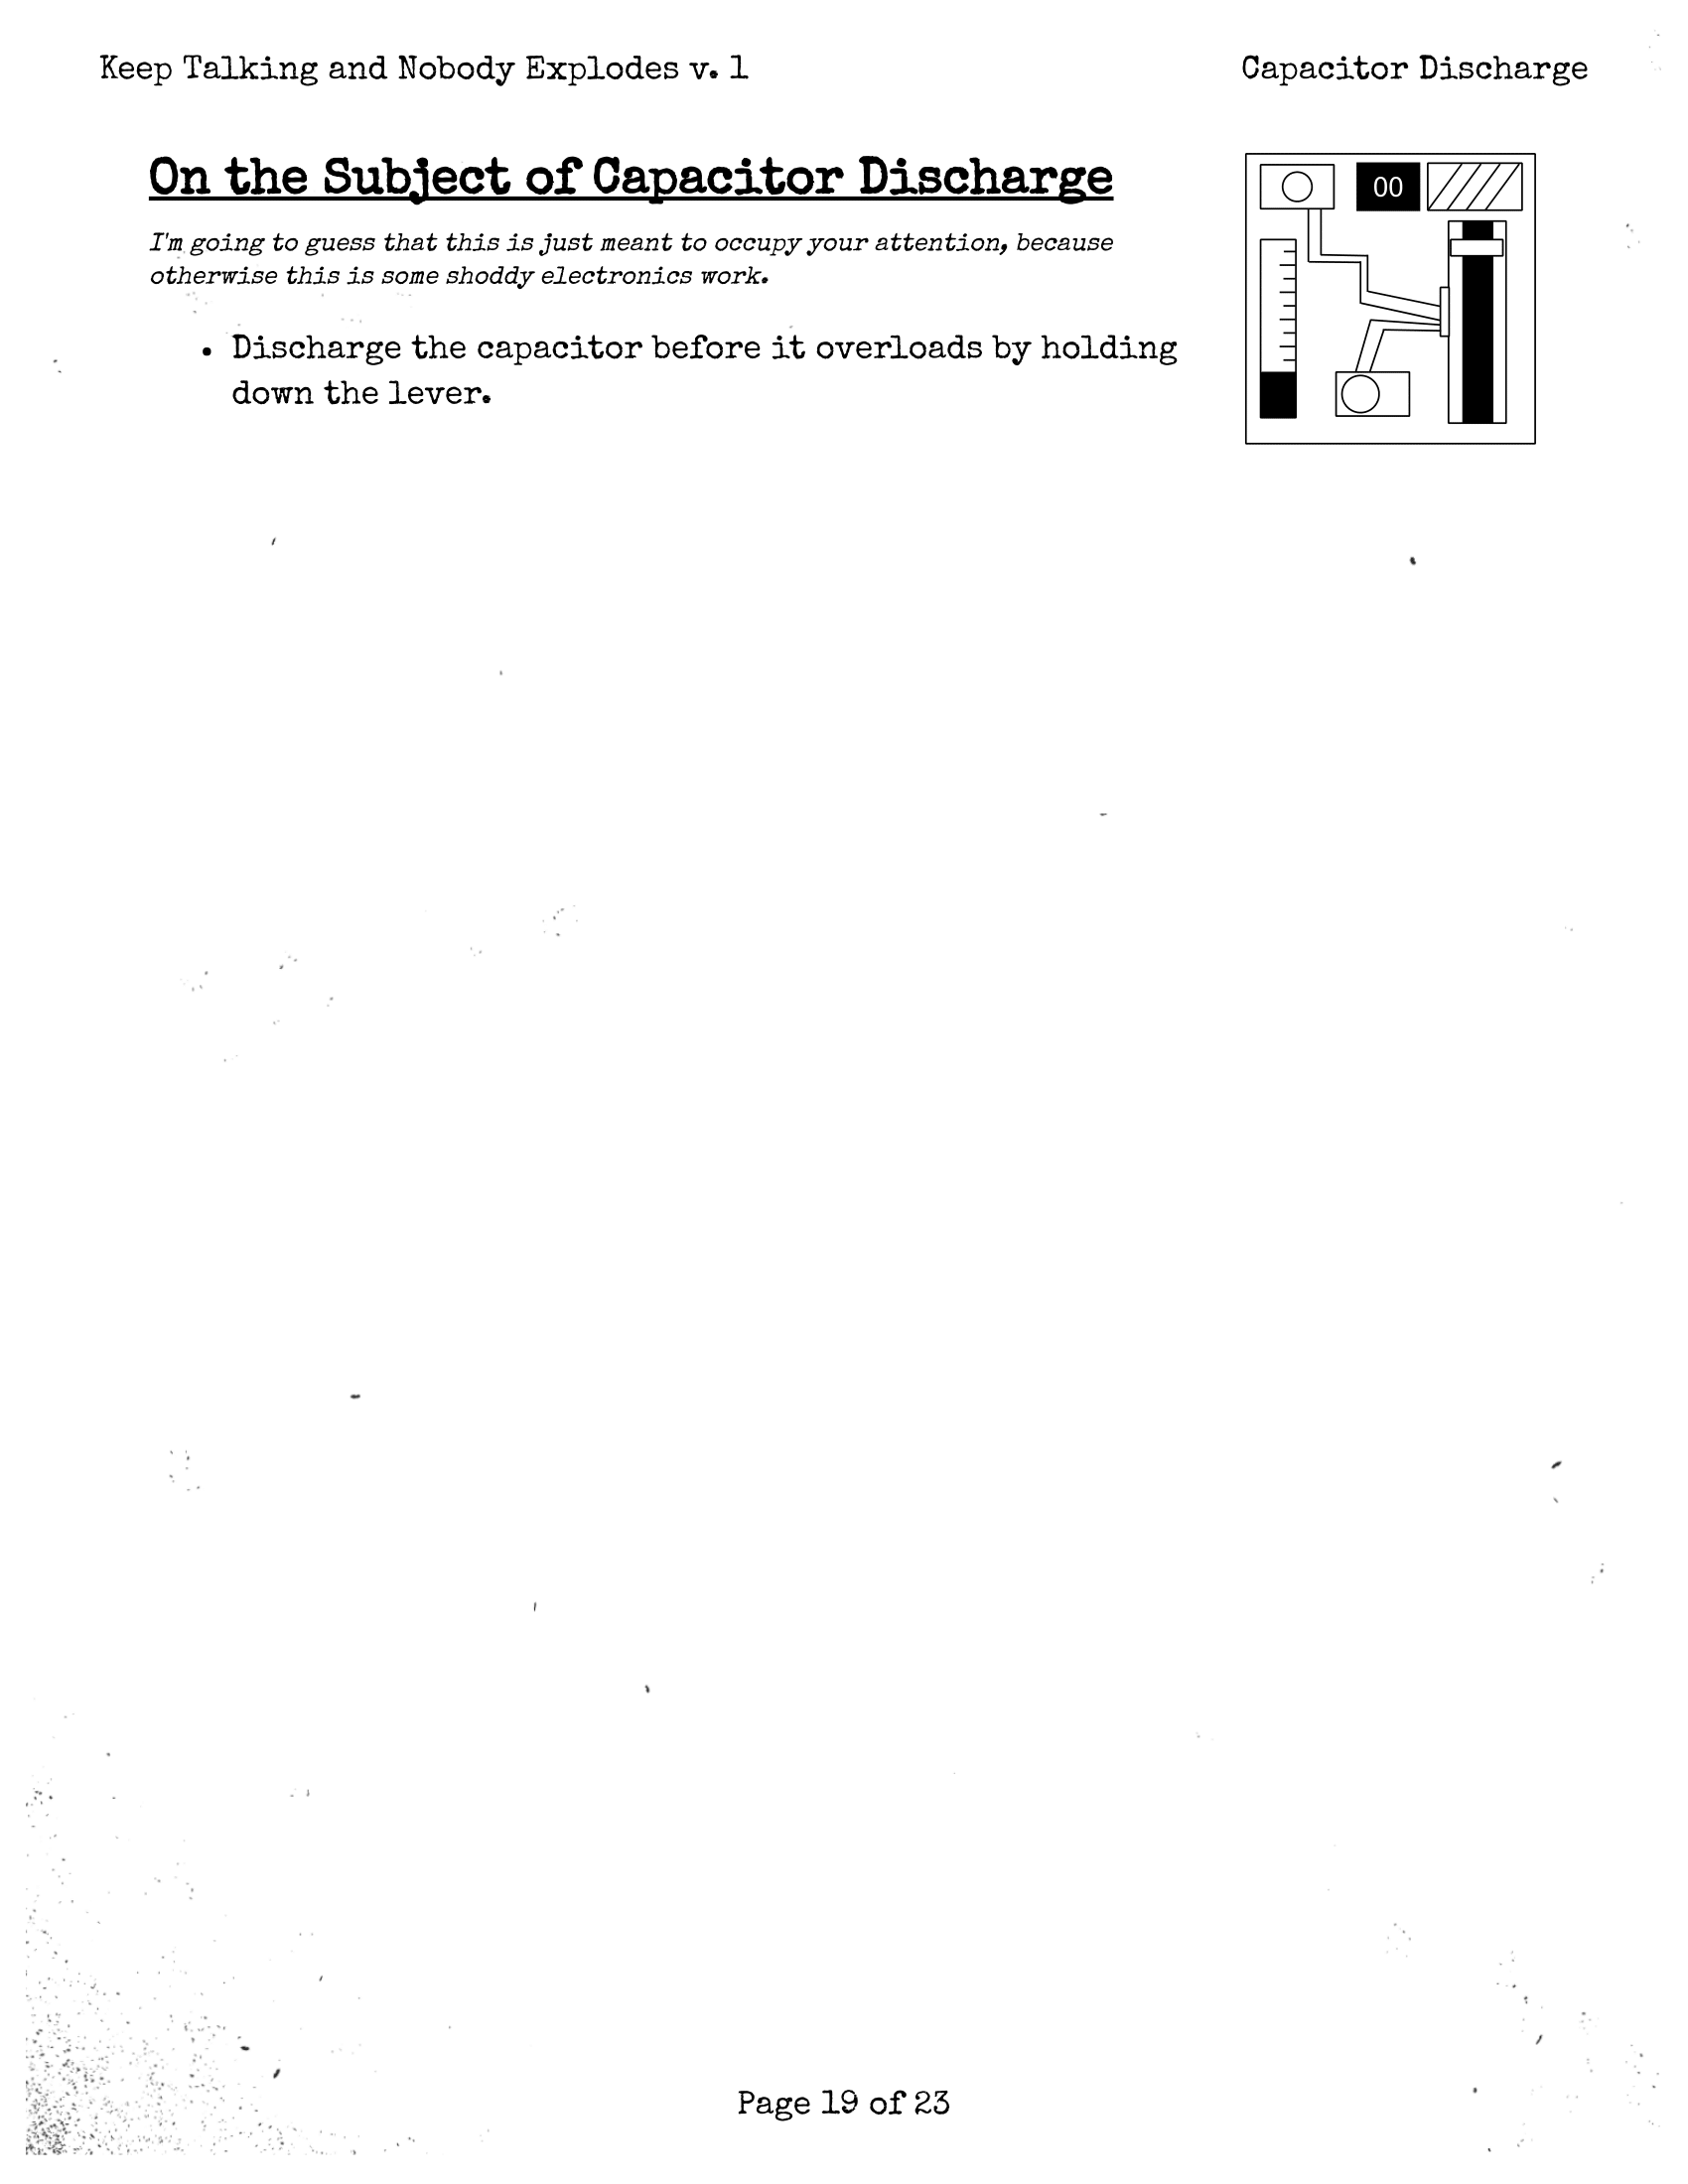 Keep Talking and Nobody Explodes v. 1
Capacitor Discharge
On the Subject of Capacitor Discharge
I'm going to guess that this is just meant to occupy your attention, because
otherwise this is some shoddy electronics work.
• Discharge the capacitor before it overloads by holding
down the lever.
00
Page 19 of 23